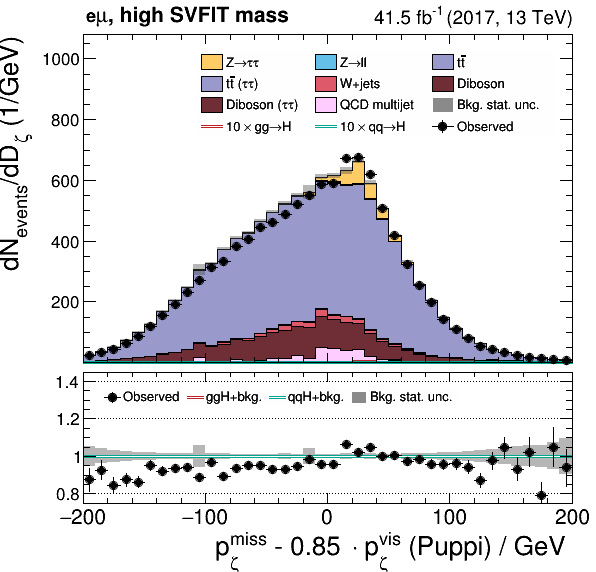 eμ, high SVFIT mass 41.5 fb⁻¹ (2017, 13 TeV)
dN_events/dD_ζ (1/GeV)
1000
800
600
400
200
Z→ττ Z→ll tt̄
tt̄ (ττ) W+jets Diboson
Diboson (ττ) QCD multijet Bkg. stat. unc.
10 × gg→H 10 × qq→H Observed
1.4
1.2
1
0.8
Observed ggH+bkg. qqH+bkg. Bkg. stat. unc.
−200 −100 0 100 200
p_ζ^miss - 0.85 · p_ζ^vis (Puppi) / GeV